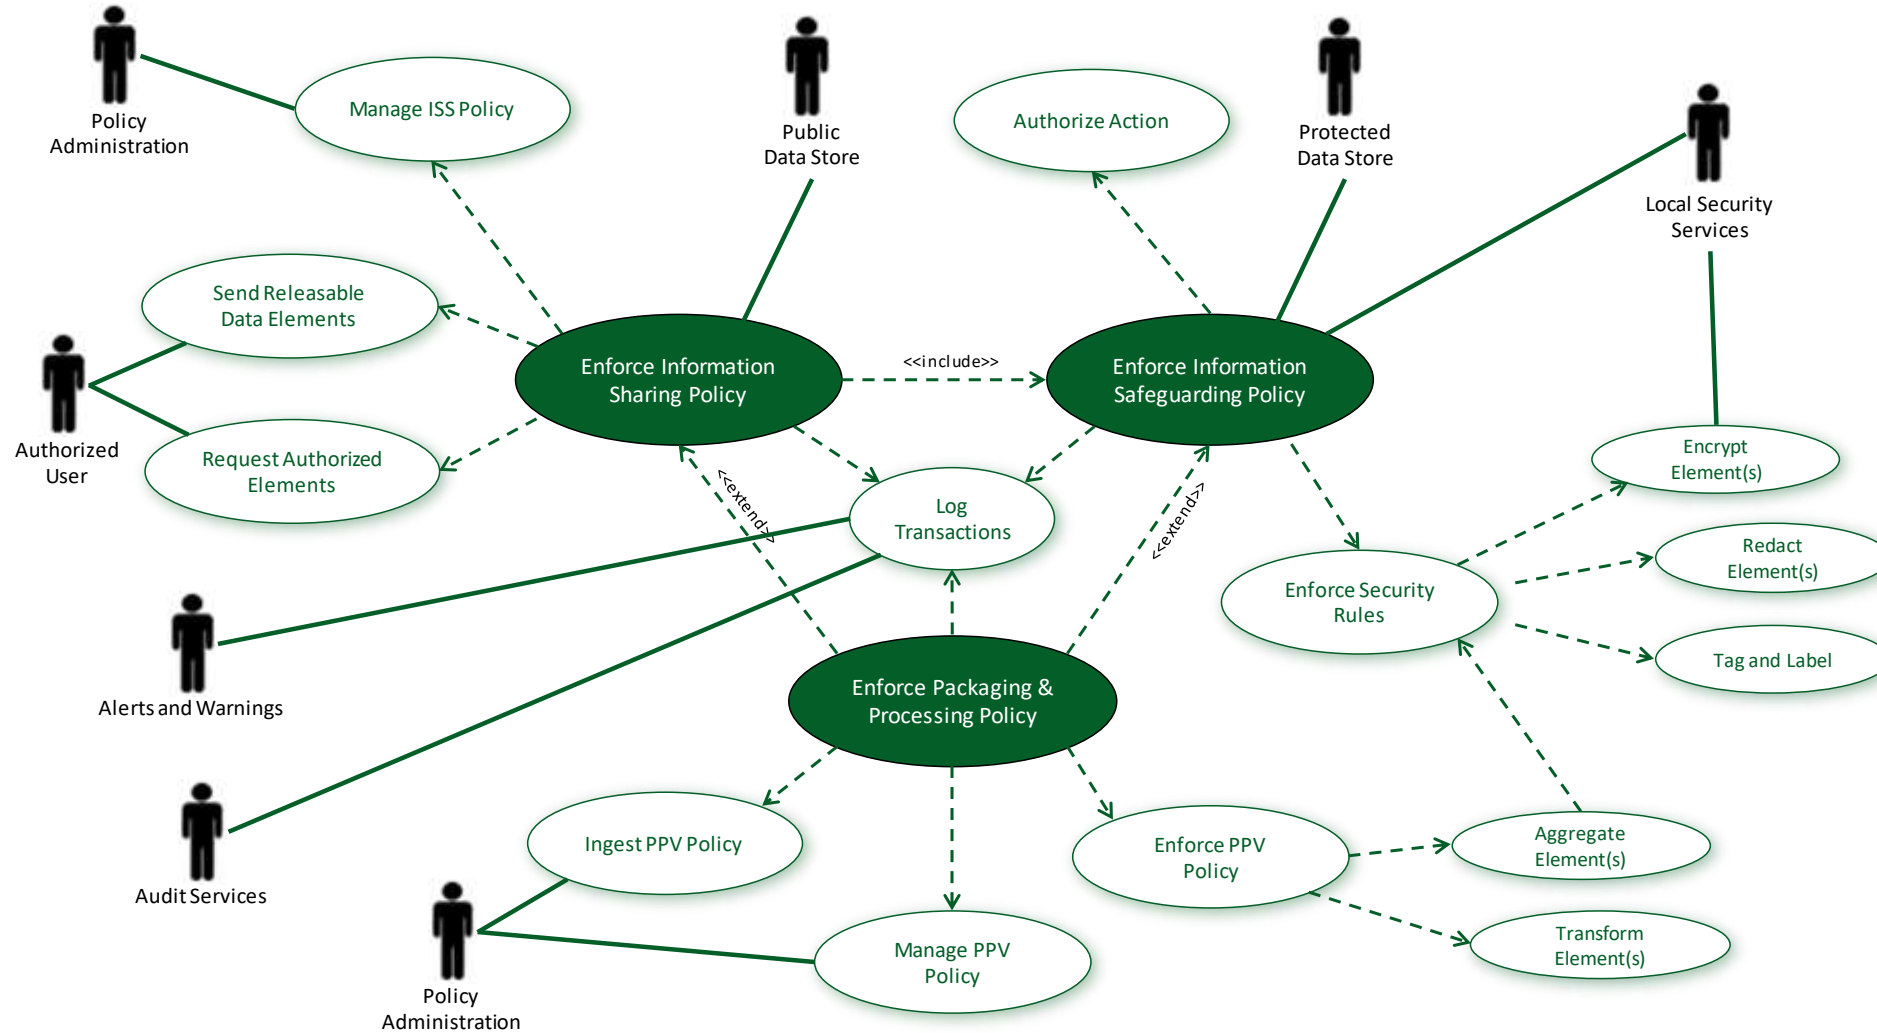 Policy
Administration
Manage ISS Policy
Public
Data Store
Authorize Action
Protected
Data Store
Local Security
Services
Send Releasable
Data Elements
Authorized
User
Request Authorized
Elements
Enforce Information
Sharing Policy
<<include>>
Enforce Information
Safeguarding Policy
<<extend>>
Log
Transactions
<<extend>>
Encrypt
Element(s)
Redact
Element(s)
Enforce Security
Rules
Tag and Label
Alerts and Warnings
Enforce Packaging &
Processing Policy
Audit Services
Ingest PPV Policy
Enforce PPV
Policy
Aggregate
Element(s)
Transform
Element(s)
Manage PPV
Policy
Policy
Administration